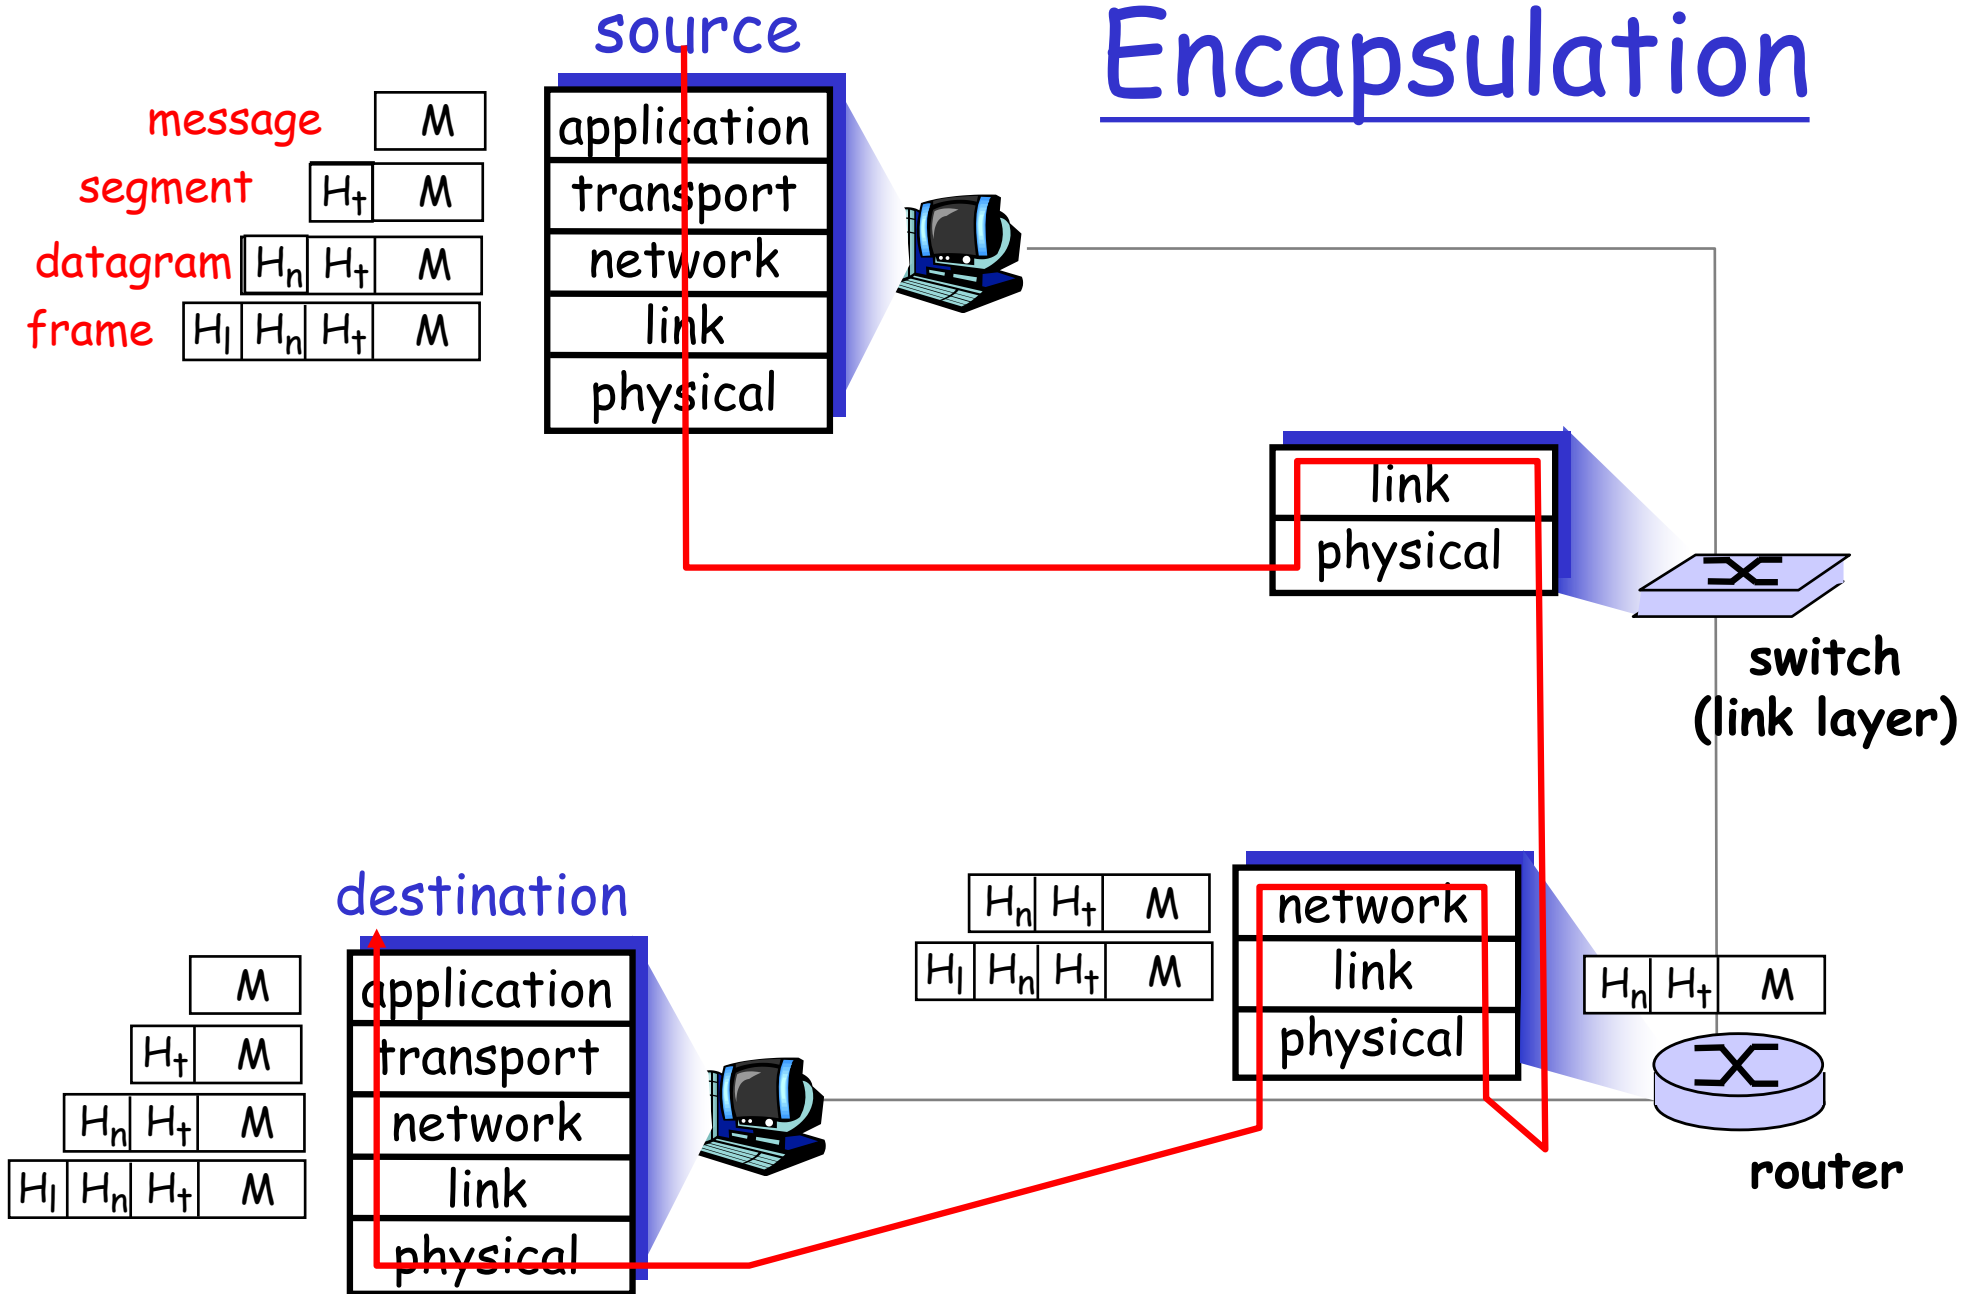 source
Encapsulation
message M
application
segment Ht M
transport
datagram Hn Ht M
network
frame Hl Hn Ht M
link
physical
link
physical
switch
(link layer)
destination
Hn Ht M
network
Hl Hn Ht M
link
physical
Hn Ht M
router
M
application
Ht M
transport
Hn Ht M
network
Hl Hn Ht M
link
physical